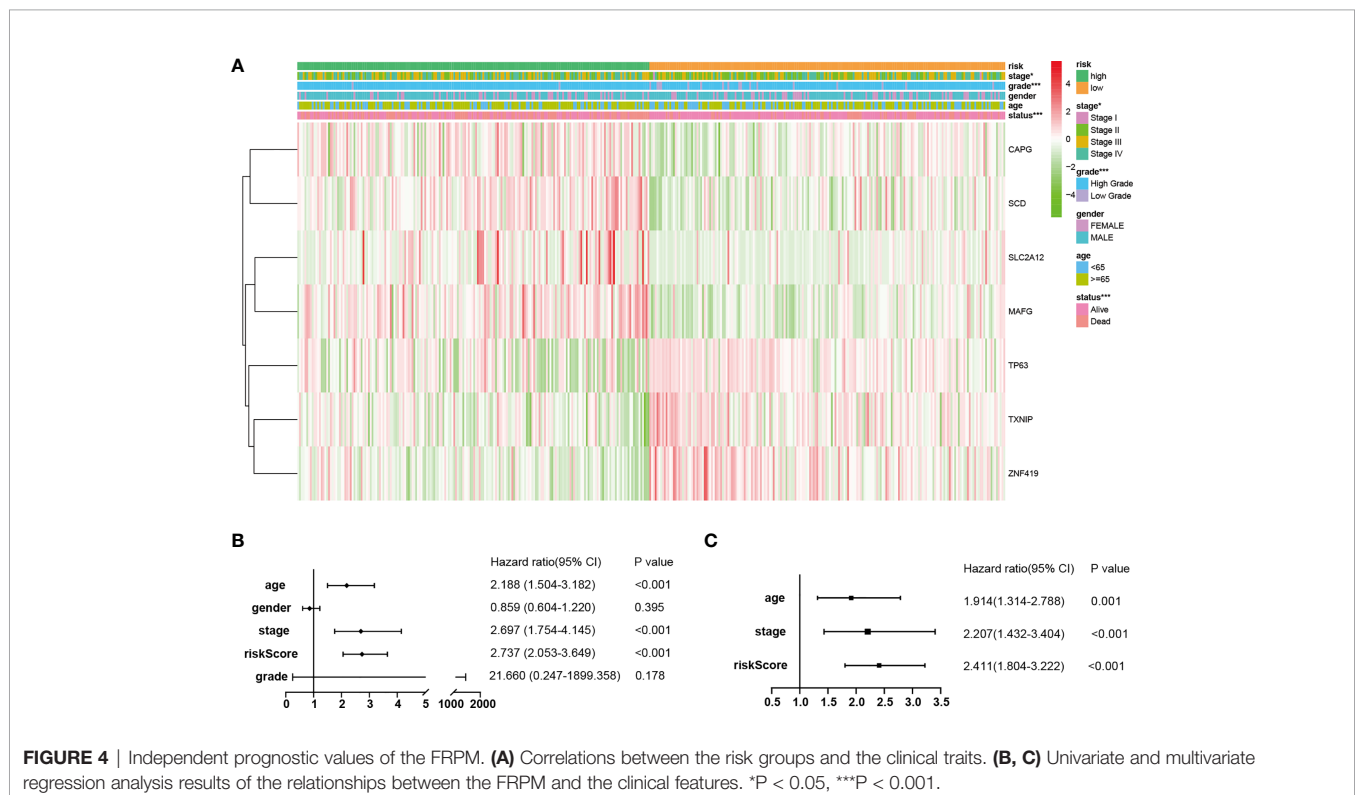 A
risk
stage*
grade***
gender
age
status***
CAPG
SCD
SLC2A12
MAFG
TP63
TXNIP
ZNF419
4
2
0
−2
−4
risk
high
low
stage*
Stage I
Stage II
Stage III
Stage IV
grade***
High Grade
Low Grade
gender
FEMALE
MALE
age
<65
>=65
status***
Alive
Dead
B
Hazard ratio(95% CI) P value
age 2.188 (1.504-3.182) <0.001
gender 0.859 (0.604-1.220) 0.395
stage 2.697 (1.754-4.145) <0.001
riskScore 2.737 (2.053-3.649) <0.001
grade 21.660 (0.247-1899.358) 0.178
0 1 2 3 4 5 1000 2000
C
Hazard ratio(95% CI) P value
age 1.914(1.314-2.788) 0.001
stage 2.207(1.432-3.404) <0.001
riskScore 2.411(1.804-3.222) <0.001
0.5 1.0 1.5 2.0 2.5 3.0 3.5
FIGURE 4 | Independent prognostic values of the FRPM. (A) Correlations between the risk groups and the clinical traits. (B, C) Univariate and multivariate
regression analysis results of the relationships between the FRPM and the clinical features. *P < 0.05, ***P < 0.001.